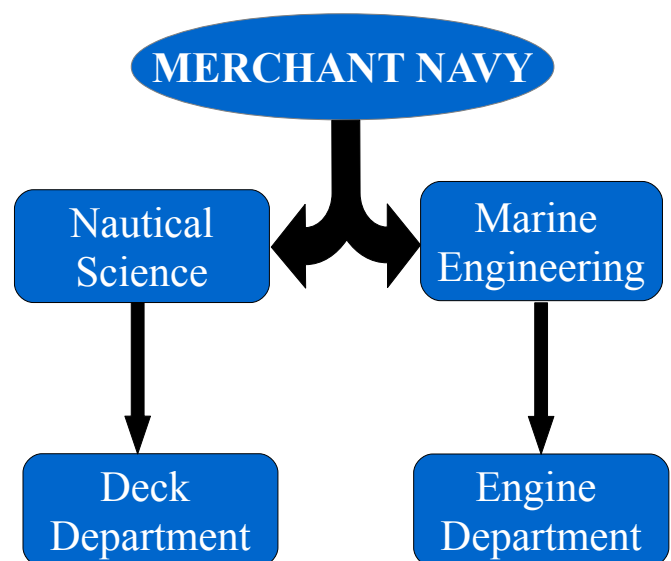 MERCHANT NAVY
Nautical
Science
Marine
Engineering
Deck
Department
Engine
Department